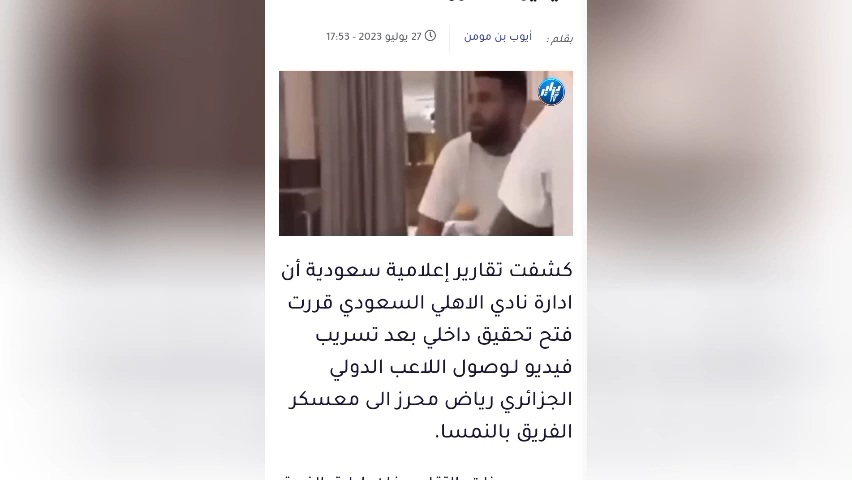 بقلم : أيوب بن مومن 27 يوليو 2023 - 17:53
كشفت تقارير إعلامية سعودية أن
ادارة نادي الاهلي السعودي قررت
فتح تحقيق داخلي بعد تسريب
فيديو لوصول اللاعب الدولي
الجزائري رياض محرز الى معسكر
الفريق بالنمسا.